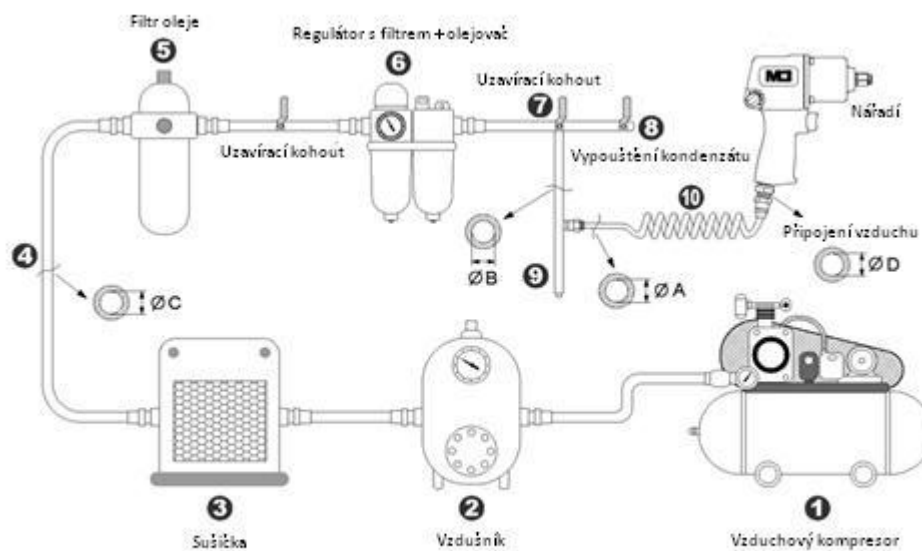 Filtr oleje
5
Regulátor s filtrem + olejovač
6
Uzavírací kohout
7
8
Nářadí
Uzavírací kohout
Vypouštění kondenzátu
10
4
ØB
9
Připojení vzduchu
ØC
ØA
ØD
3
Sušička
2
Vzdušník
1
Vzduchový kompresor